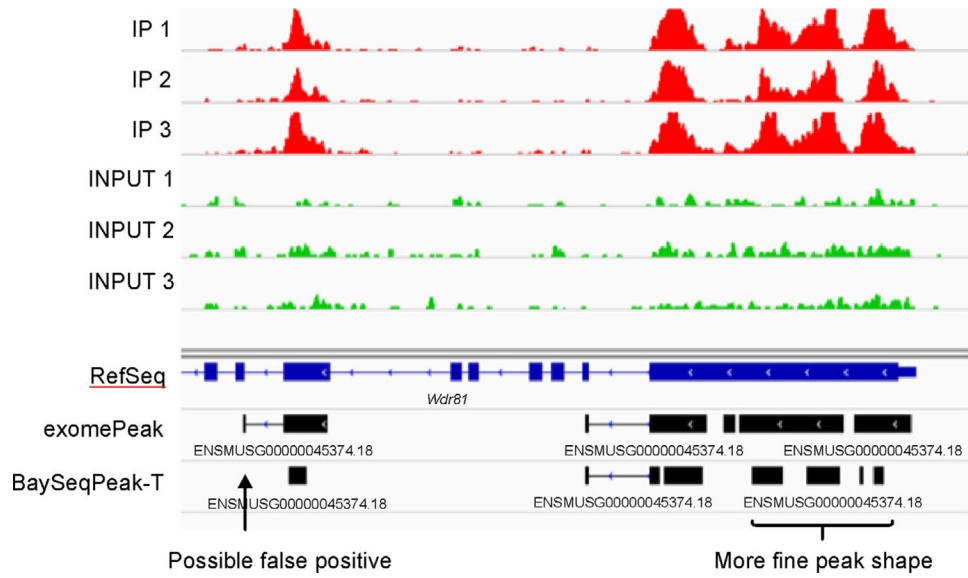 IP 1
IP 2
IP 3
INPUT 1
INPUT 2
INPUT 3
RefSeq
Wdr81
exomePeak
ENSMUSG00000045374.18 ENSMUSG00000045374.18 ENSMUSG00000045374.18
BaySeqPeak-T
ENSMUSG00000045374.18 ENSMUSG00000045374.18 ENSMUSG00000045374.18
Possible false positive More fine peak shape